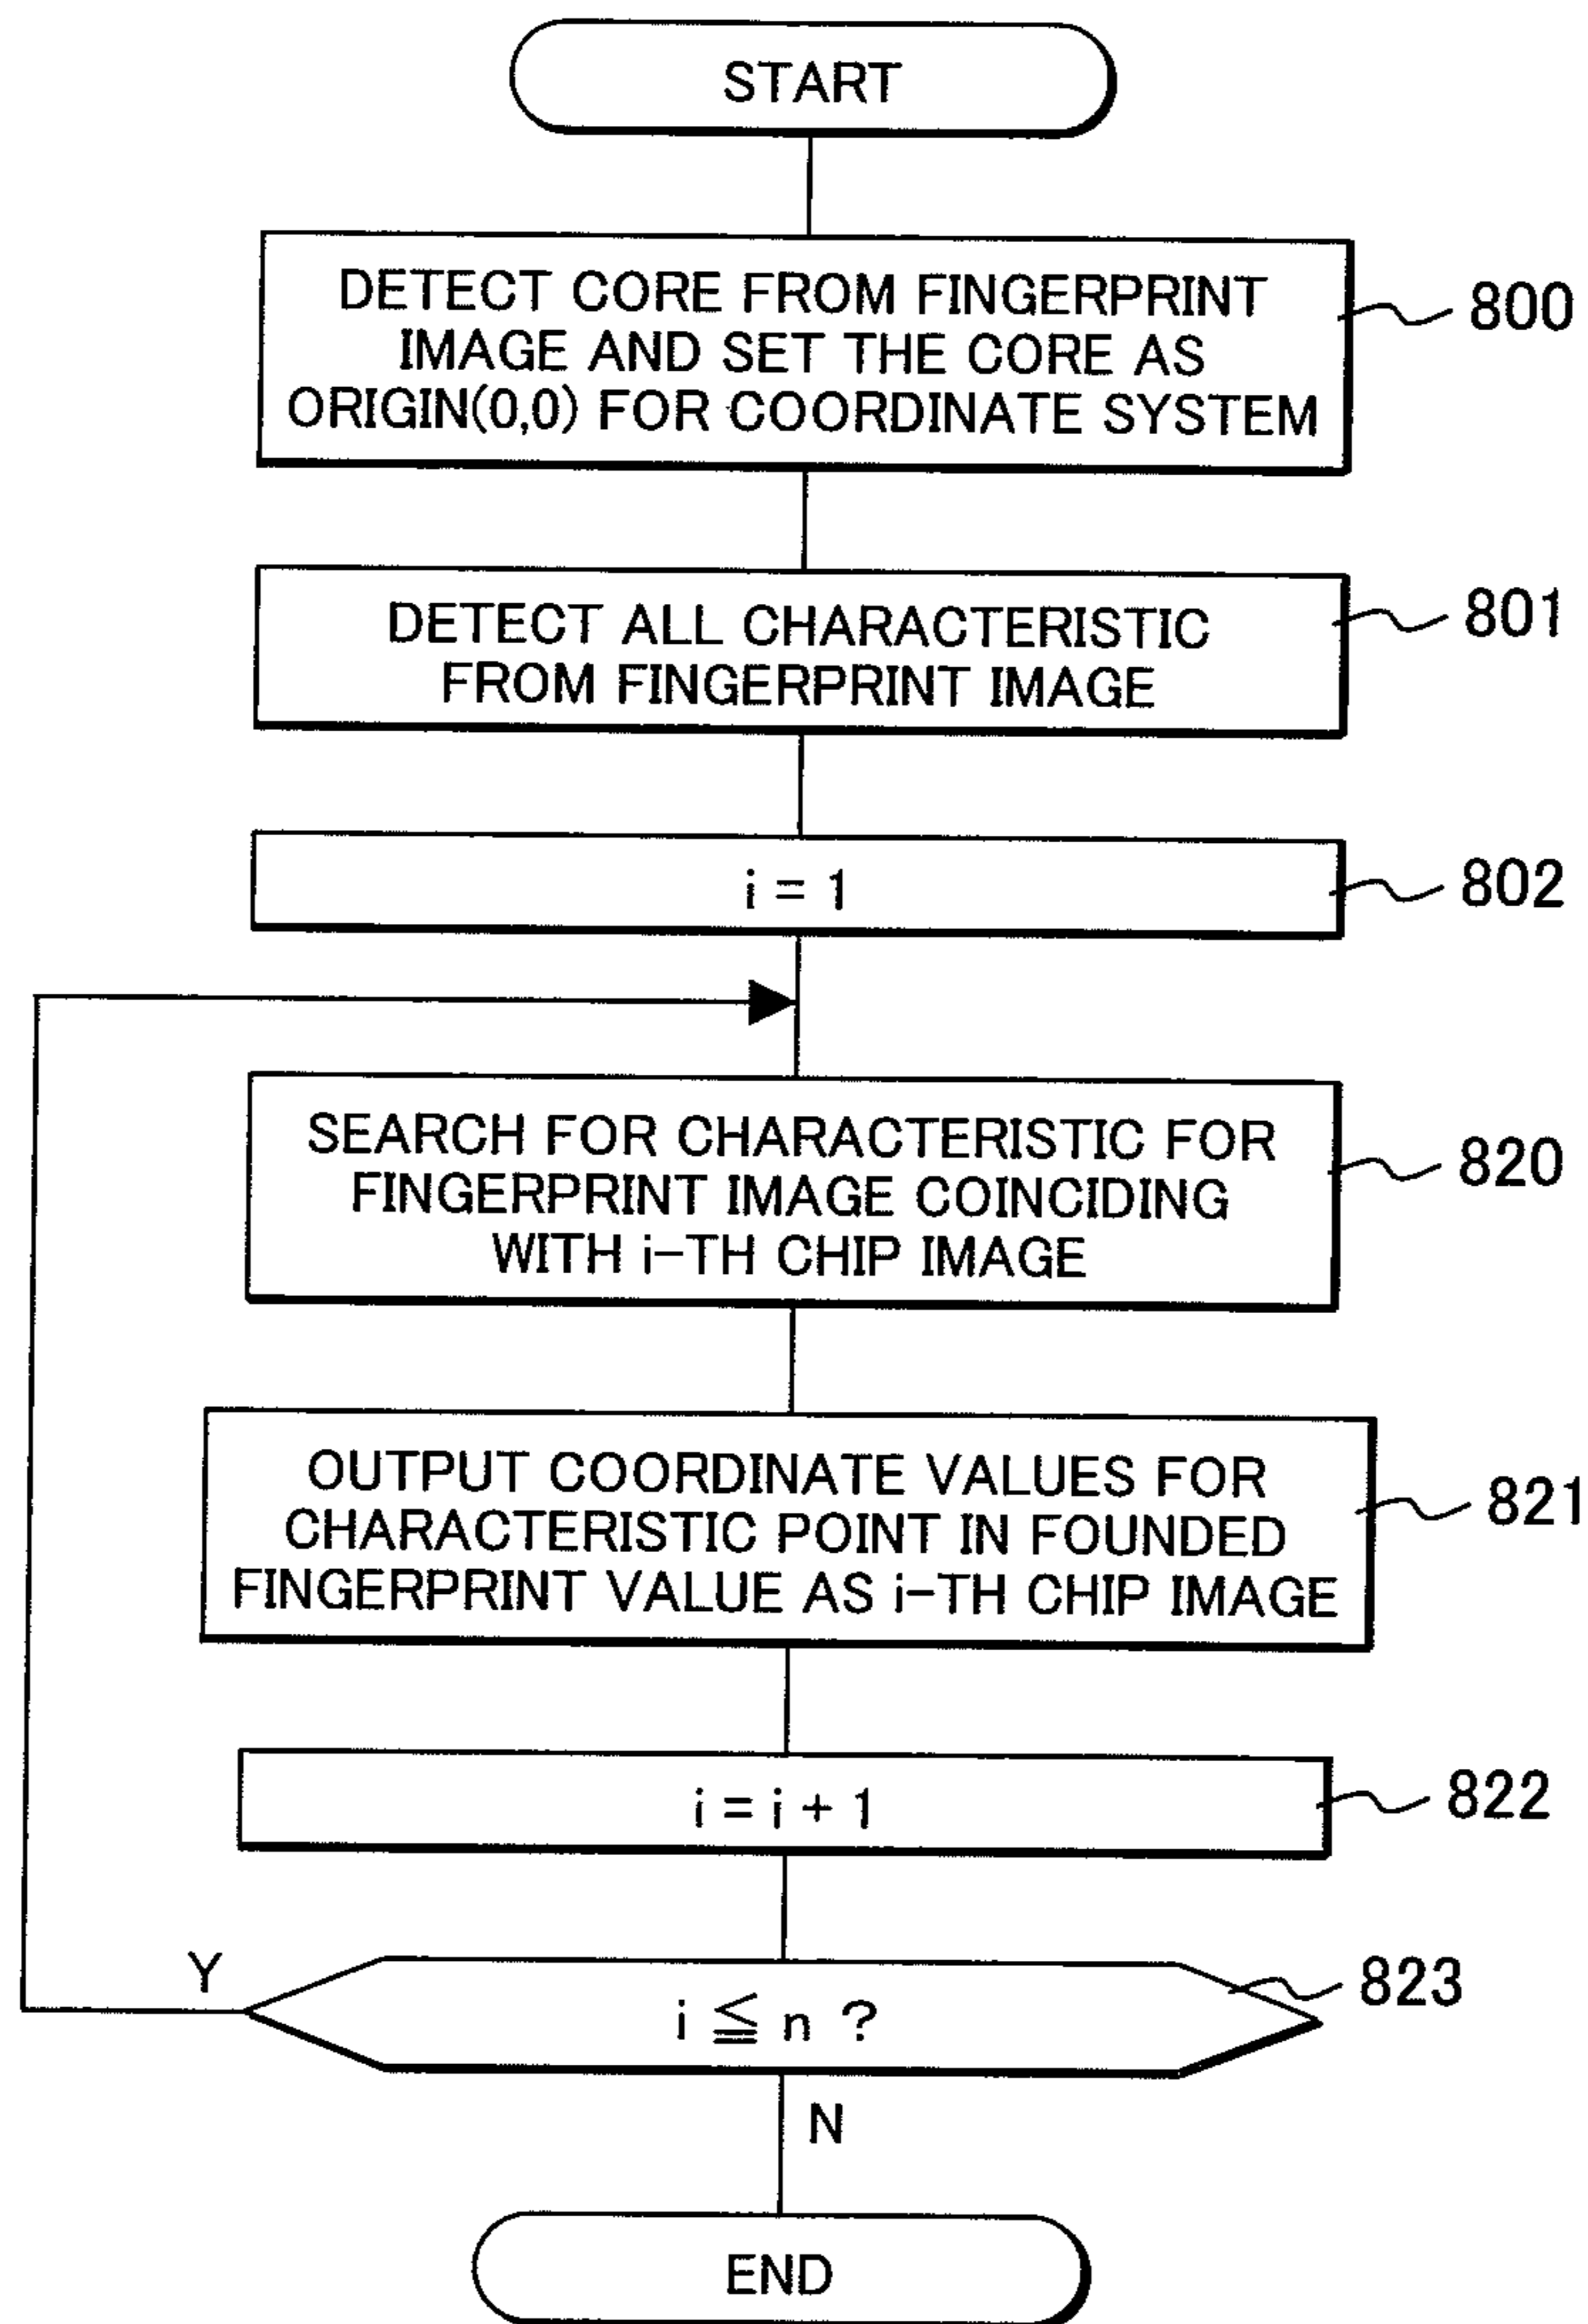 START
DETECT CORE FROM FINGERPRINT
IMAGE AND SET THE CORE AS
ORIGIN(0,0) FOR COORDINATE SYSTEM
800
DETECT ALL CHARACTERISTIC
FROM FINGERPRINT IMAGE
801
i = 1
802
SEARCH FOR CHARACTERISTIC FOR
FINGERPRINT IMAGE COINCIDING
WITH i-TH CHIP IMAGE
820
OUTPUT COORDINATE VALUES FOR
CHARACTERISTIC POINT IN FOUNDED
FINGERPRINT VALUE AS i-TH CHIP IMAGE
821
i = i + 1
822
Y
i ≦ n ?
823
N
END